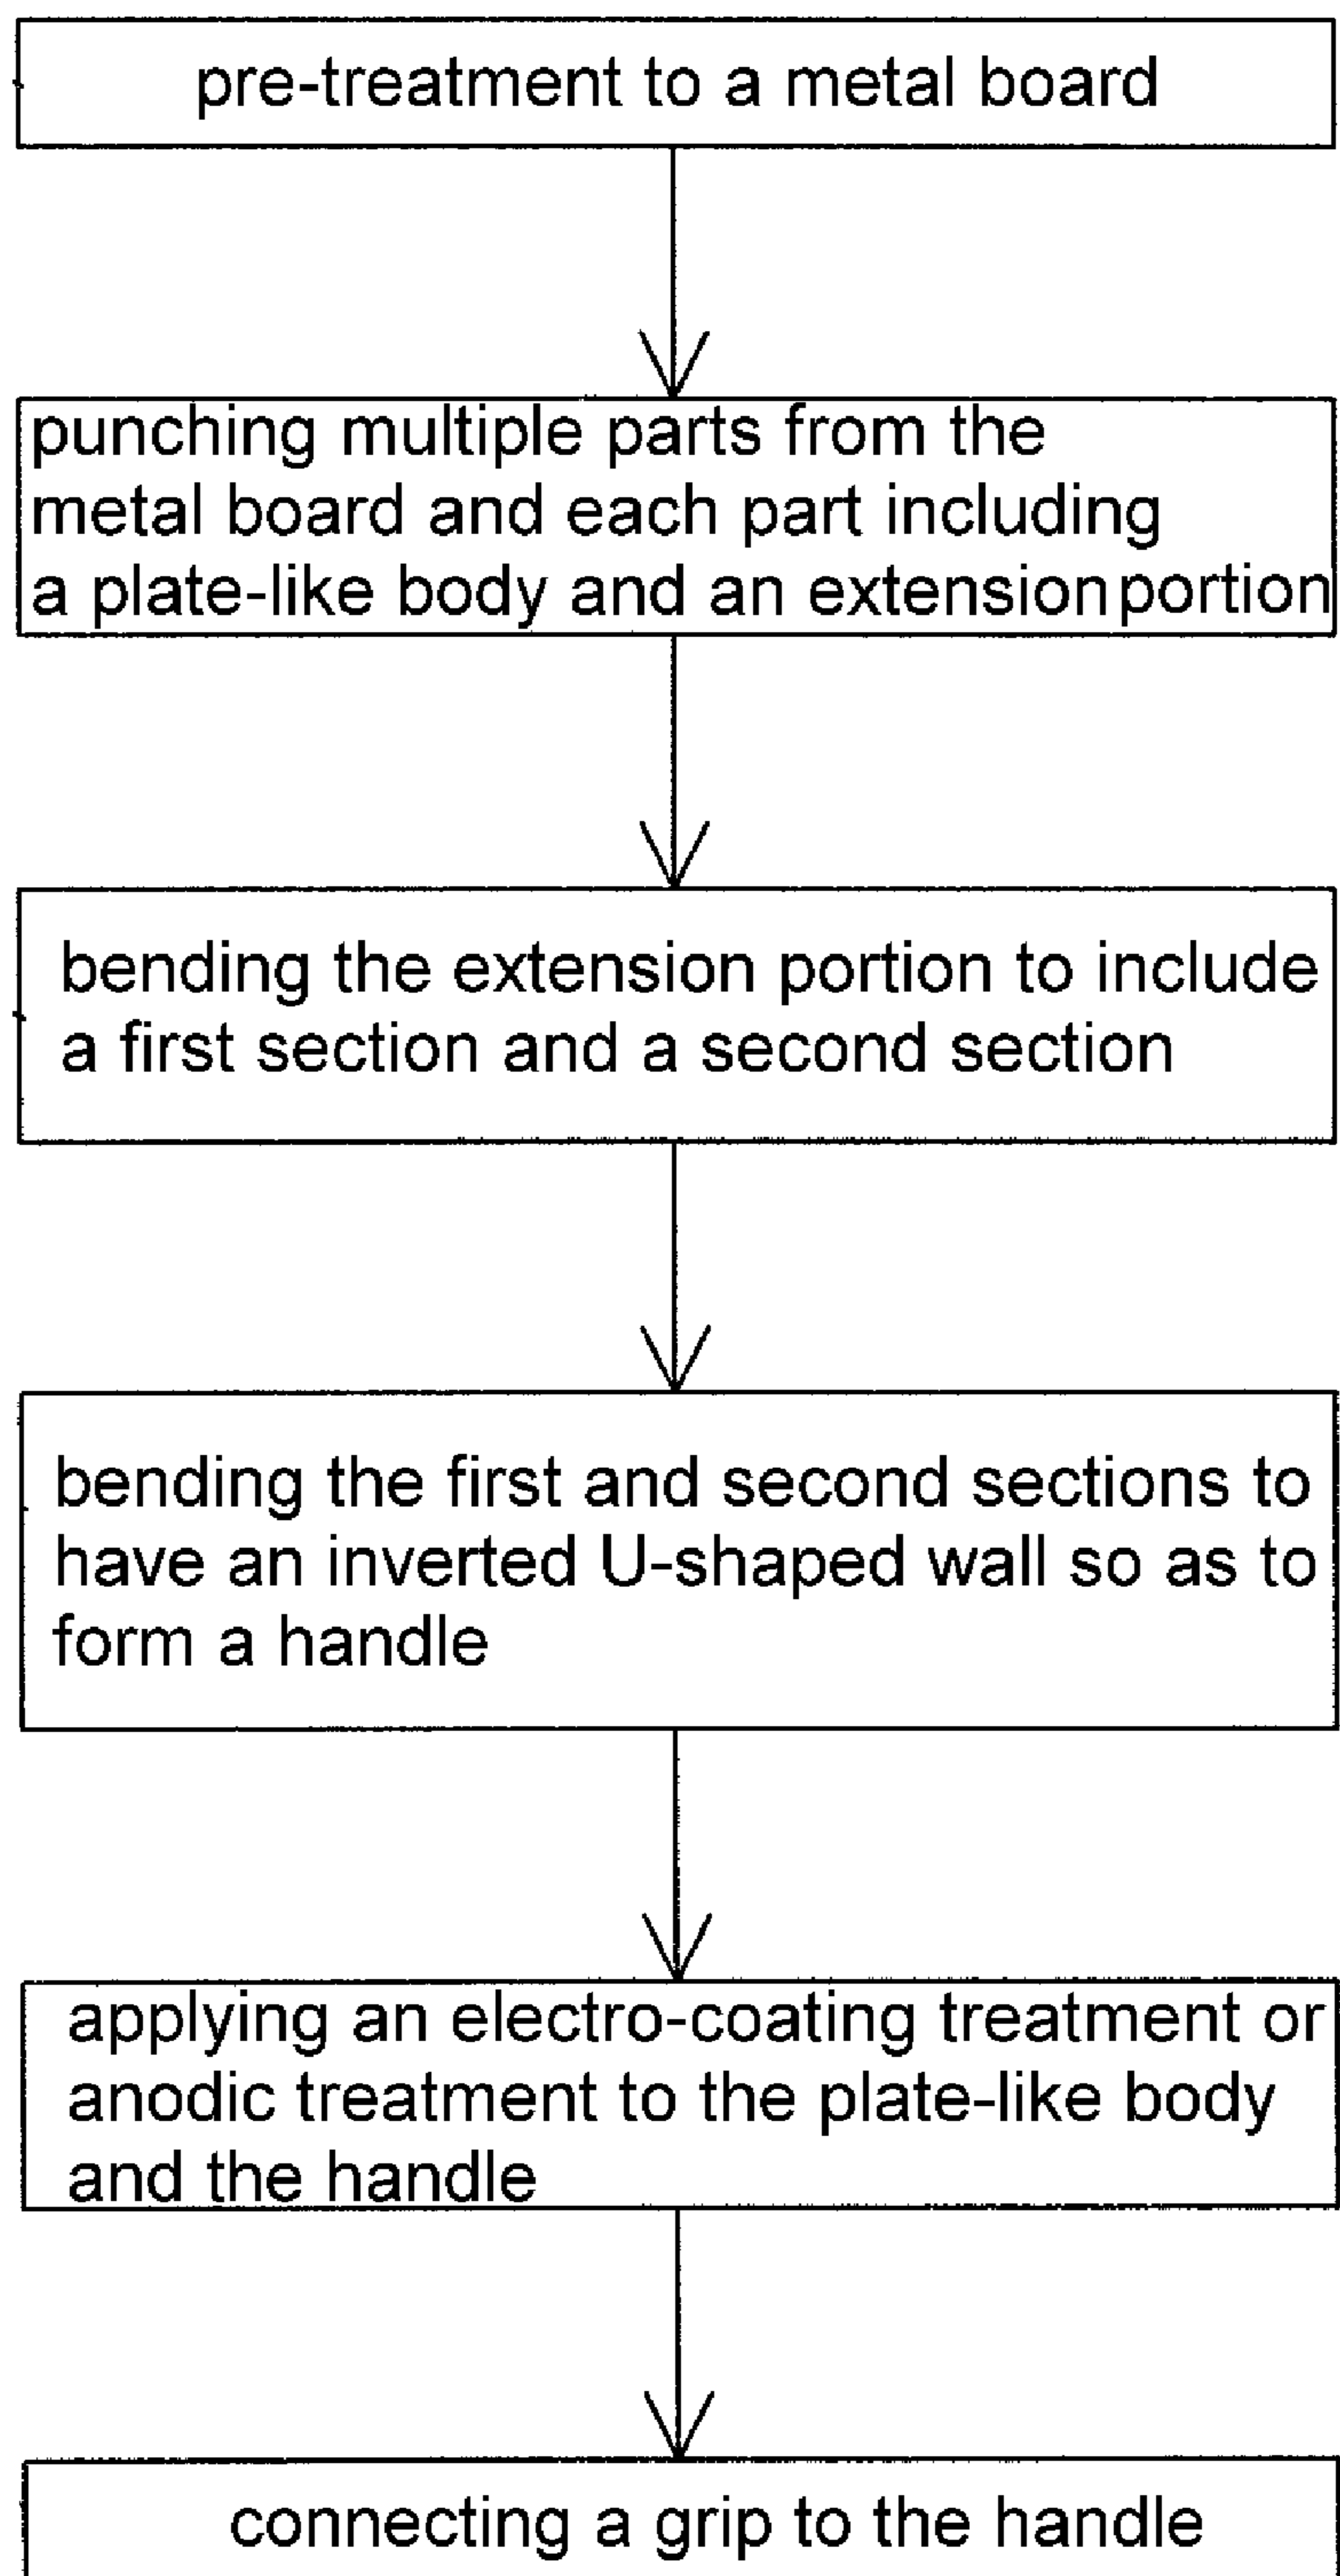 pre-treatment to a metal board
punching multiple parts from the
metal board and each part including
a plate-like body and an extension portion
bending the extension portion to include
a first section and a second section
bending the first and second sections to
have an inverted U-shaped wall so as to
form a handle
applying an electro-coating treatment or
anodic treatment to the plate-like body
and the handle
connecting a grip to the handle